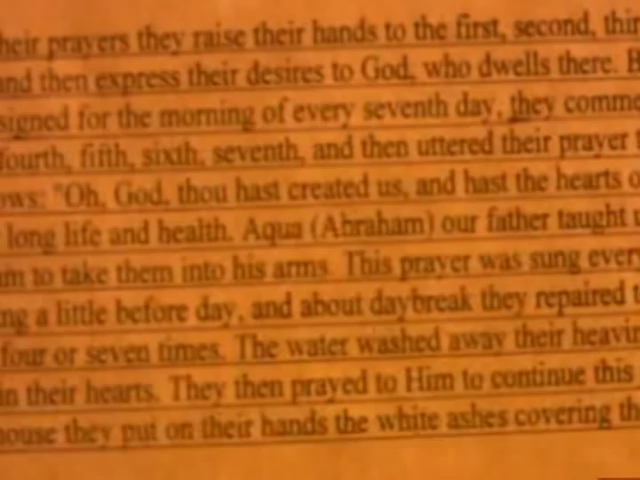 heir prayers they raise their hands to the first, second, thi
and then express their desires to God, who dwells there.
signed for the morning of every seventh day, they comm
fourth, fifth, sixth, seventh, and then uttered their prayer
ows: "Oh, God, thou hast created us, and hast the hearts o
long life and health. Aqua (Abraham) our father taught
am to take them into his arms. This prayer was sung ever
ng a little before day, and about daybreak they repaired t
four or seven times. The water washed away their heavi
in their hearts. They then prayed to Him to continue this
house they put on their hands the white ashes covering th